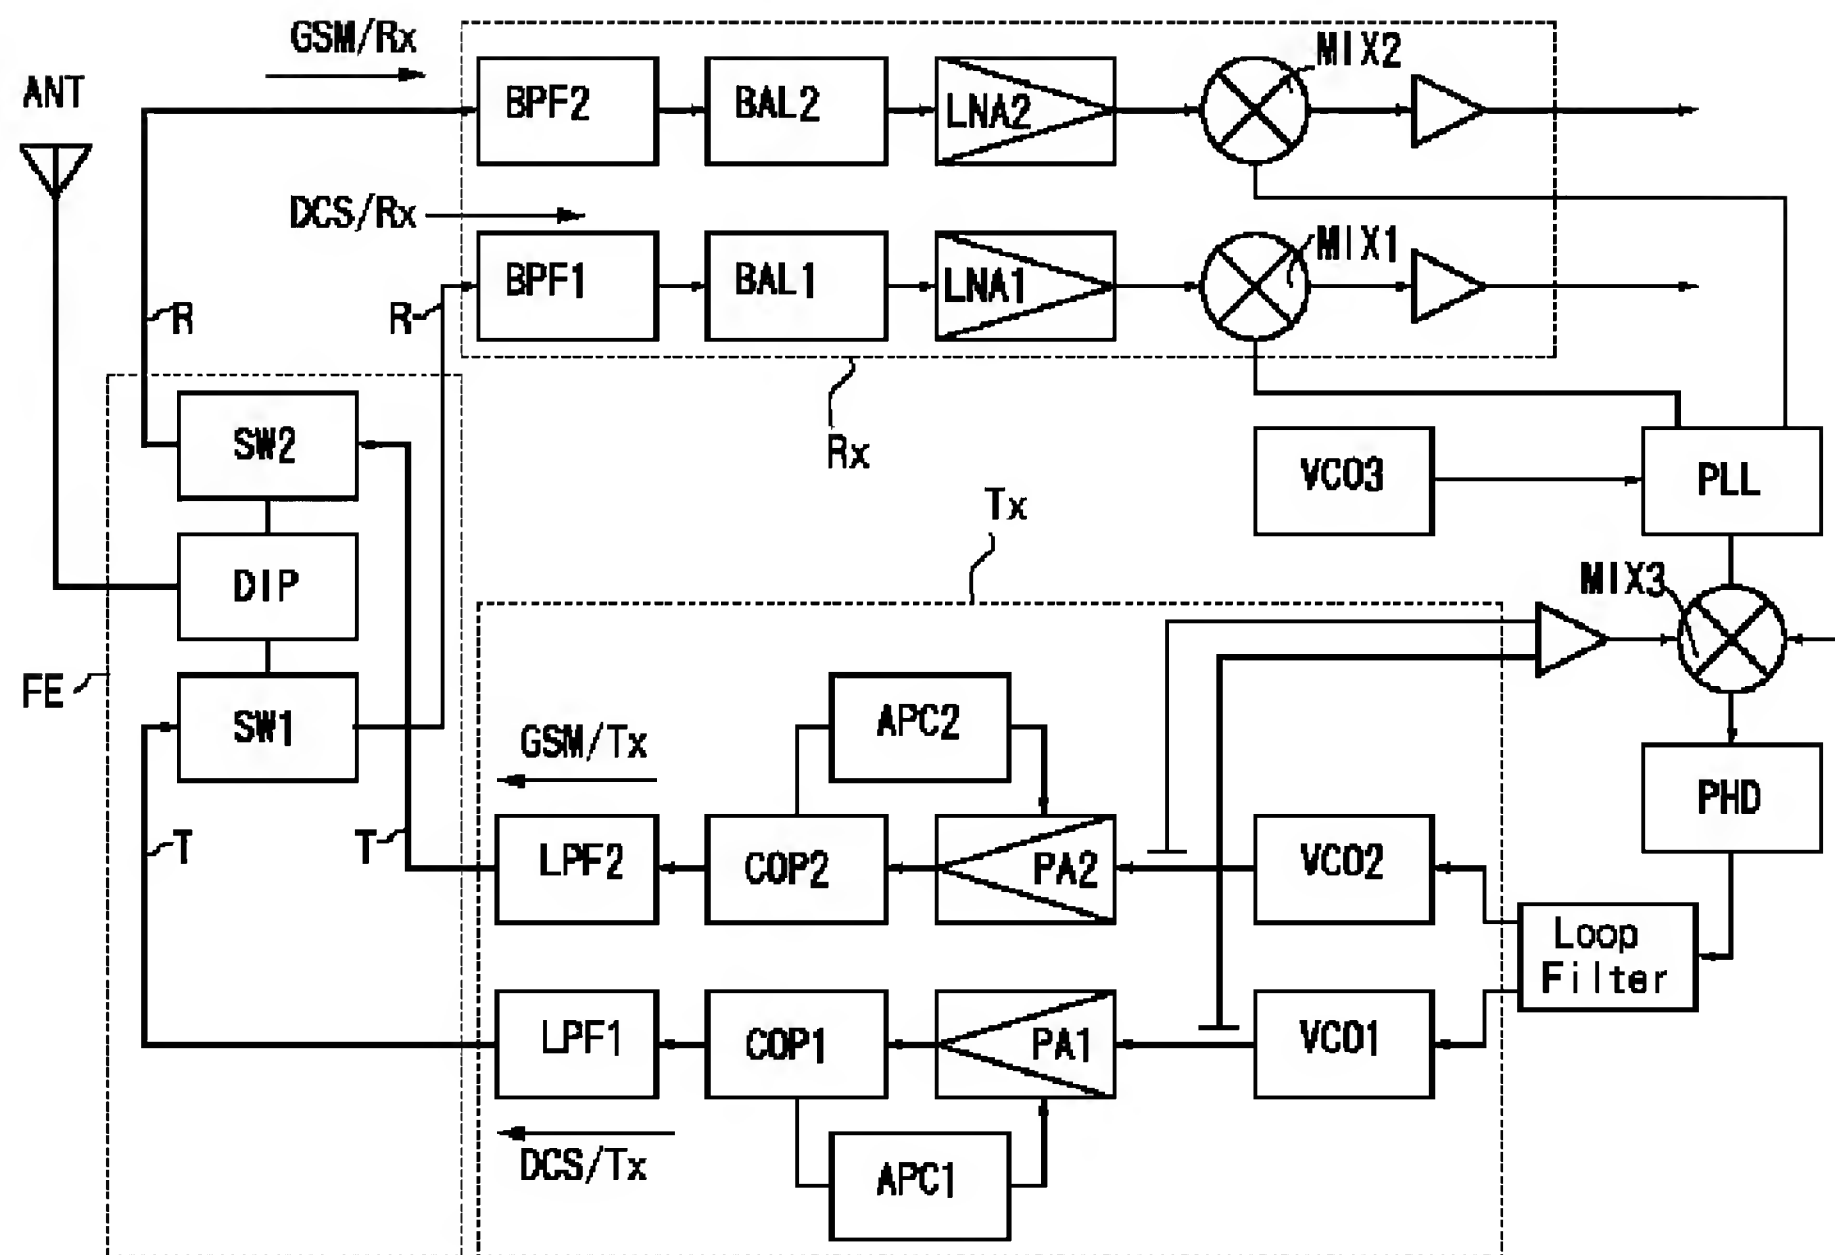 GSM/Rx
ANT
BPF2
BAL2
LNA2
MIX2
DCS/Rx
BPF1
BAL1
LNA1
MIX1
R
R
Rx
SW2
VCO3
PLL
Tx
DIP
MIX3
FE
SW1
APC2
GSM/Tx
PHD
T
T
LPF2
COP2
PA2
VCO2
Loop
Filter
LPF1
COP1
PA1
VCO1
DCS/Tx
APC1